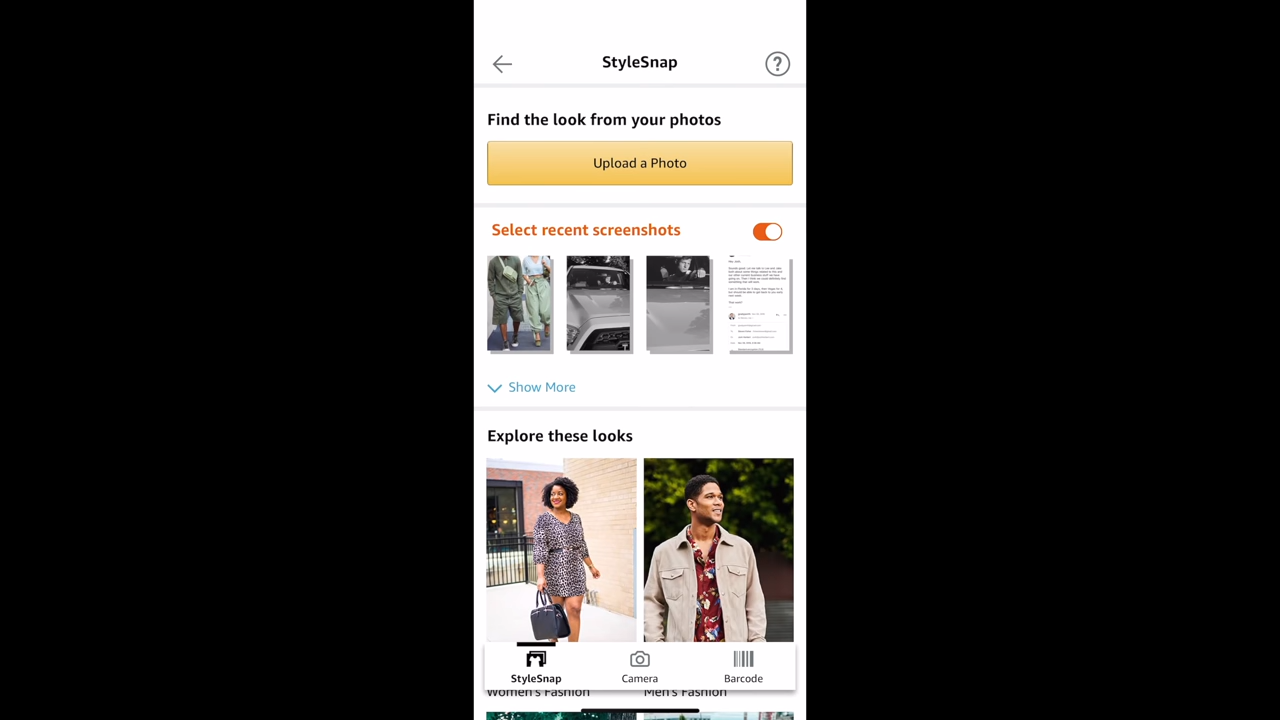 StyleSnap
?
Find the look from your photos
Upload a Photo
Select recent screenshots
Show More
Explore these looks
StyleSnap
Camera
Barcode
Women's Fashion
Men's Fashion